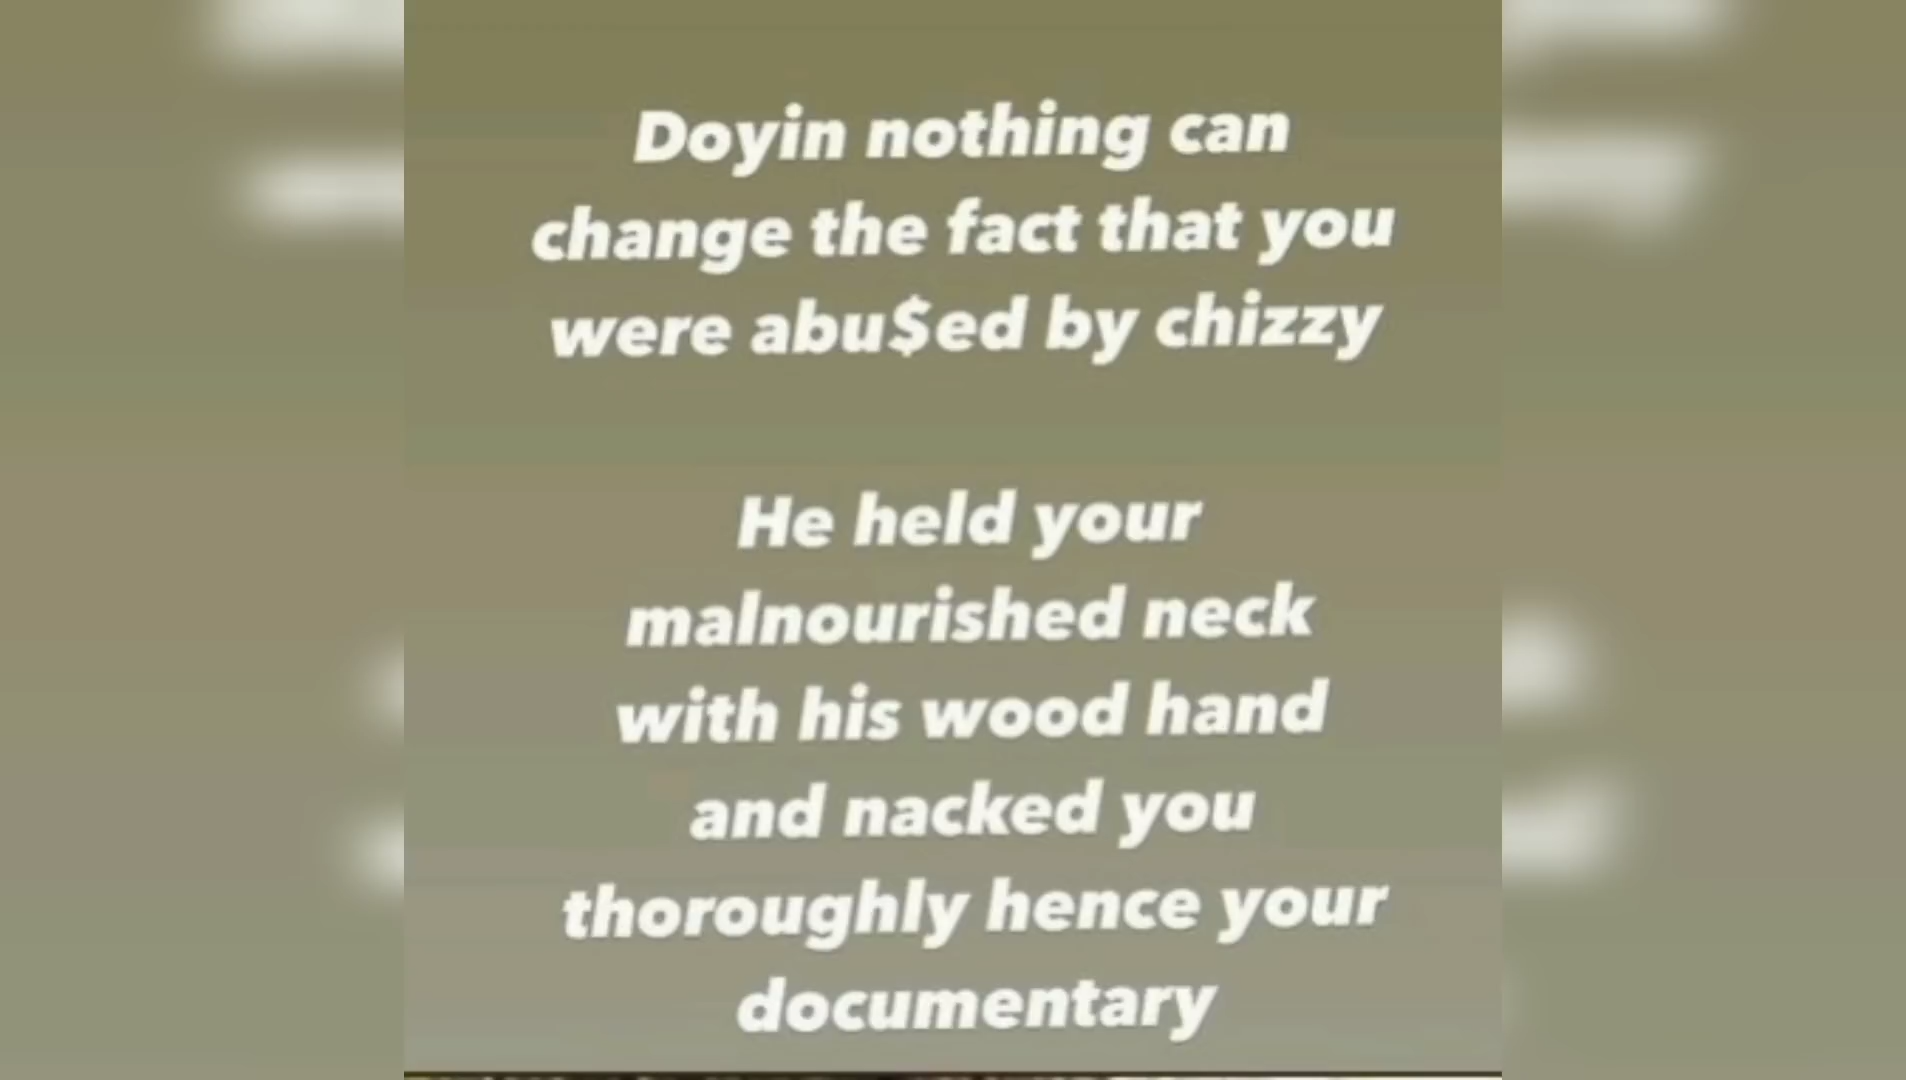 Doyin nothing can
change the fact that you
were abu$ed by chizzy
He held your
malnourished neck
with his wood hand
and nacked you
thoroughly hence your
documentary